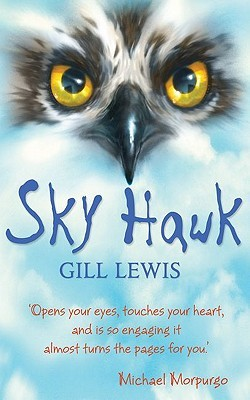 Sky Hawk
GILL LEWIS
'Opens your eyes, touches your heart,
and is so engaging it
almost turns the pages for you.'
Michael Morpurgo